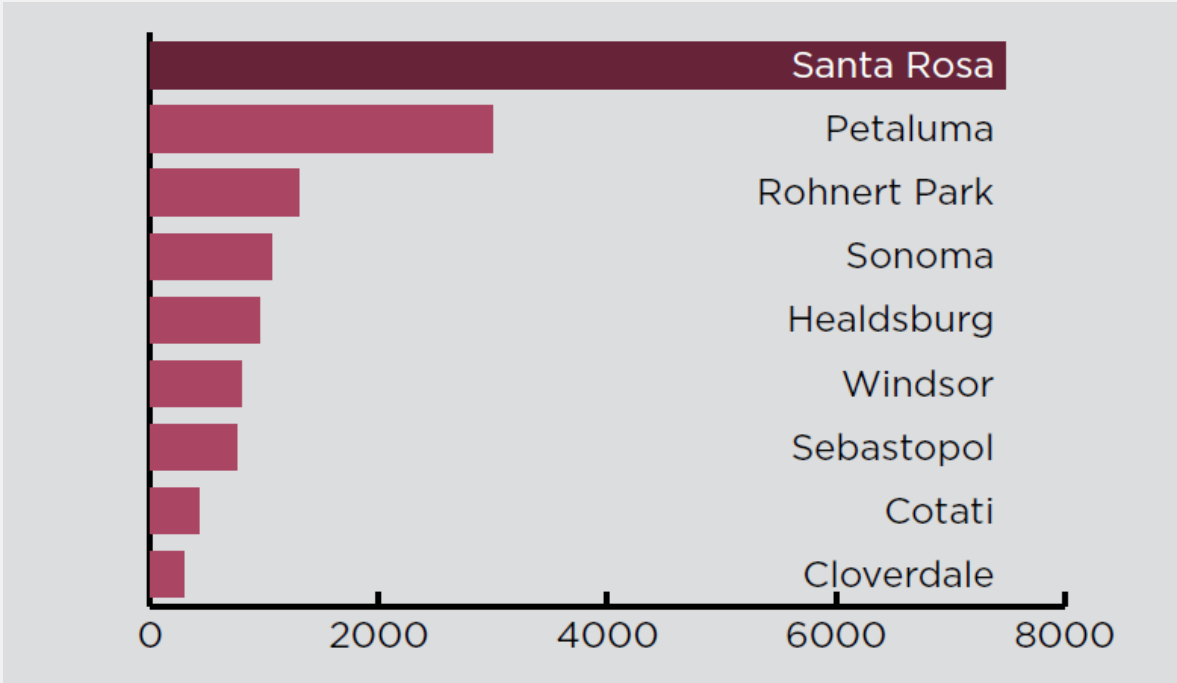 Santa Rosa
Petaluma
Rohnert Park
Sonoma
Healdsburg
Windsor
Sebastopol
Cotati
Cloverdale
0 2000 4000 6000 8000